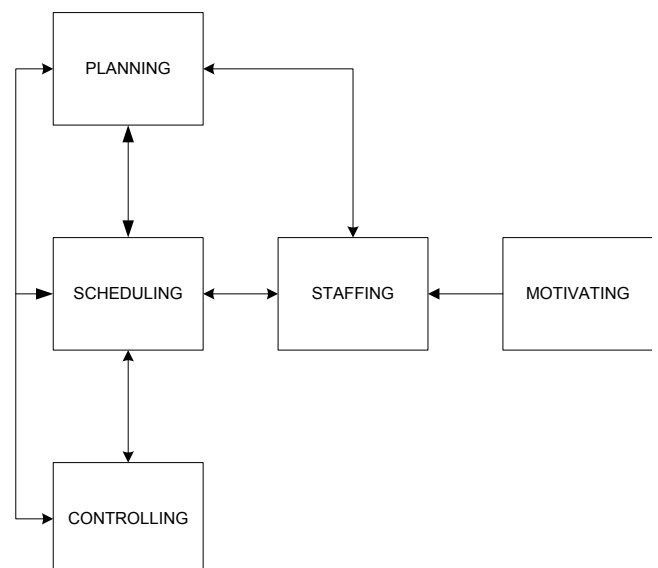 PLANNING
SCHEDULING
STAFFING
MOTIVATING
CONTROLLING